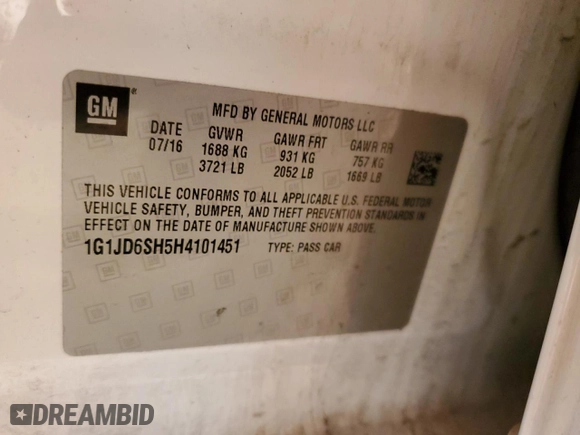 GM
MFD BY GENERAL MOTORS LLC
DATE GVWR GAWR FRT GAWR RR
07/16 1688 KG 931 KG 757 KG
3721 LB 2052 LB 1669 LB
THIS VEHICLE CONFORMS TO ALL APPLICABLE U.S. FEDERAL MOTOR
VEHICLE SAFETY, BUMPER, AND THEFT PREVENTION STANDARDS IN
EFFECT ON THE DATE OF MANUFACTURE SHOWN ABOVE.
1G1JD6SH5H4101451 TYPE: PASS CAR
DREAMBID